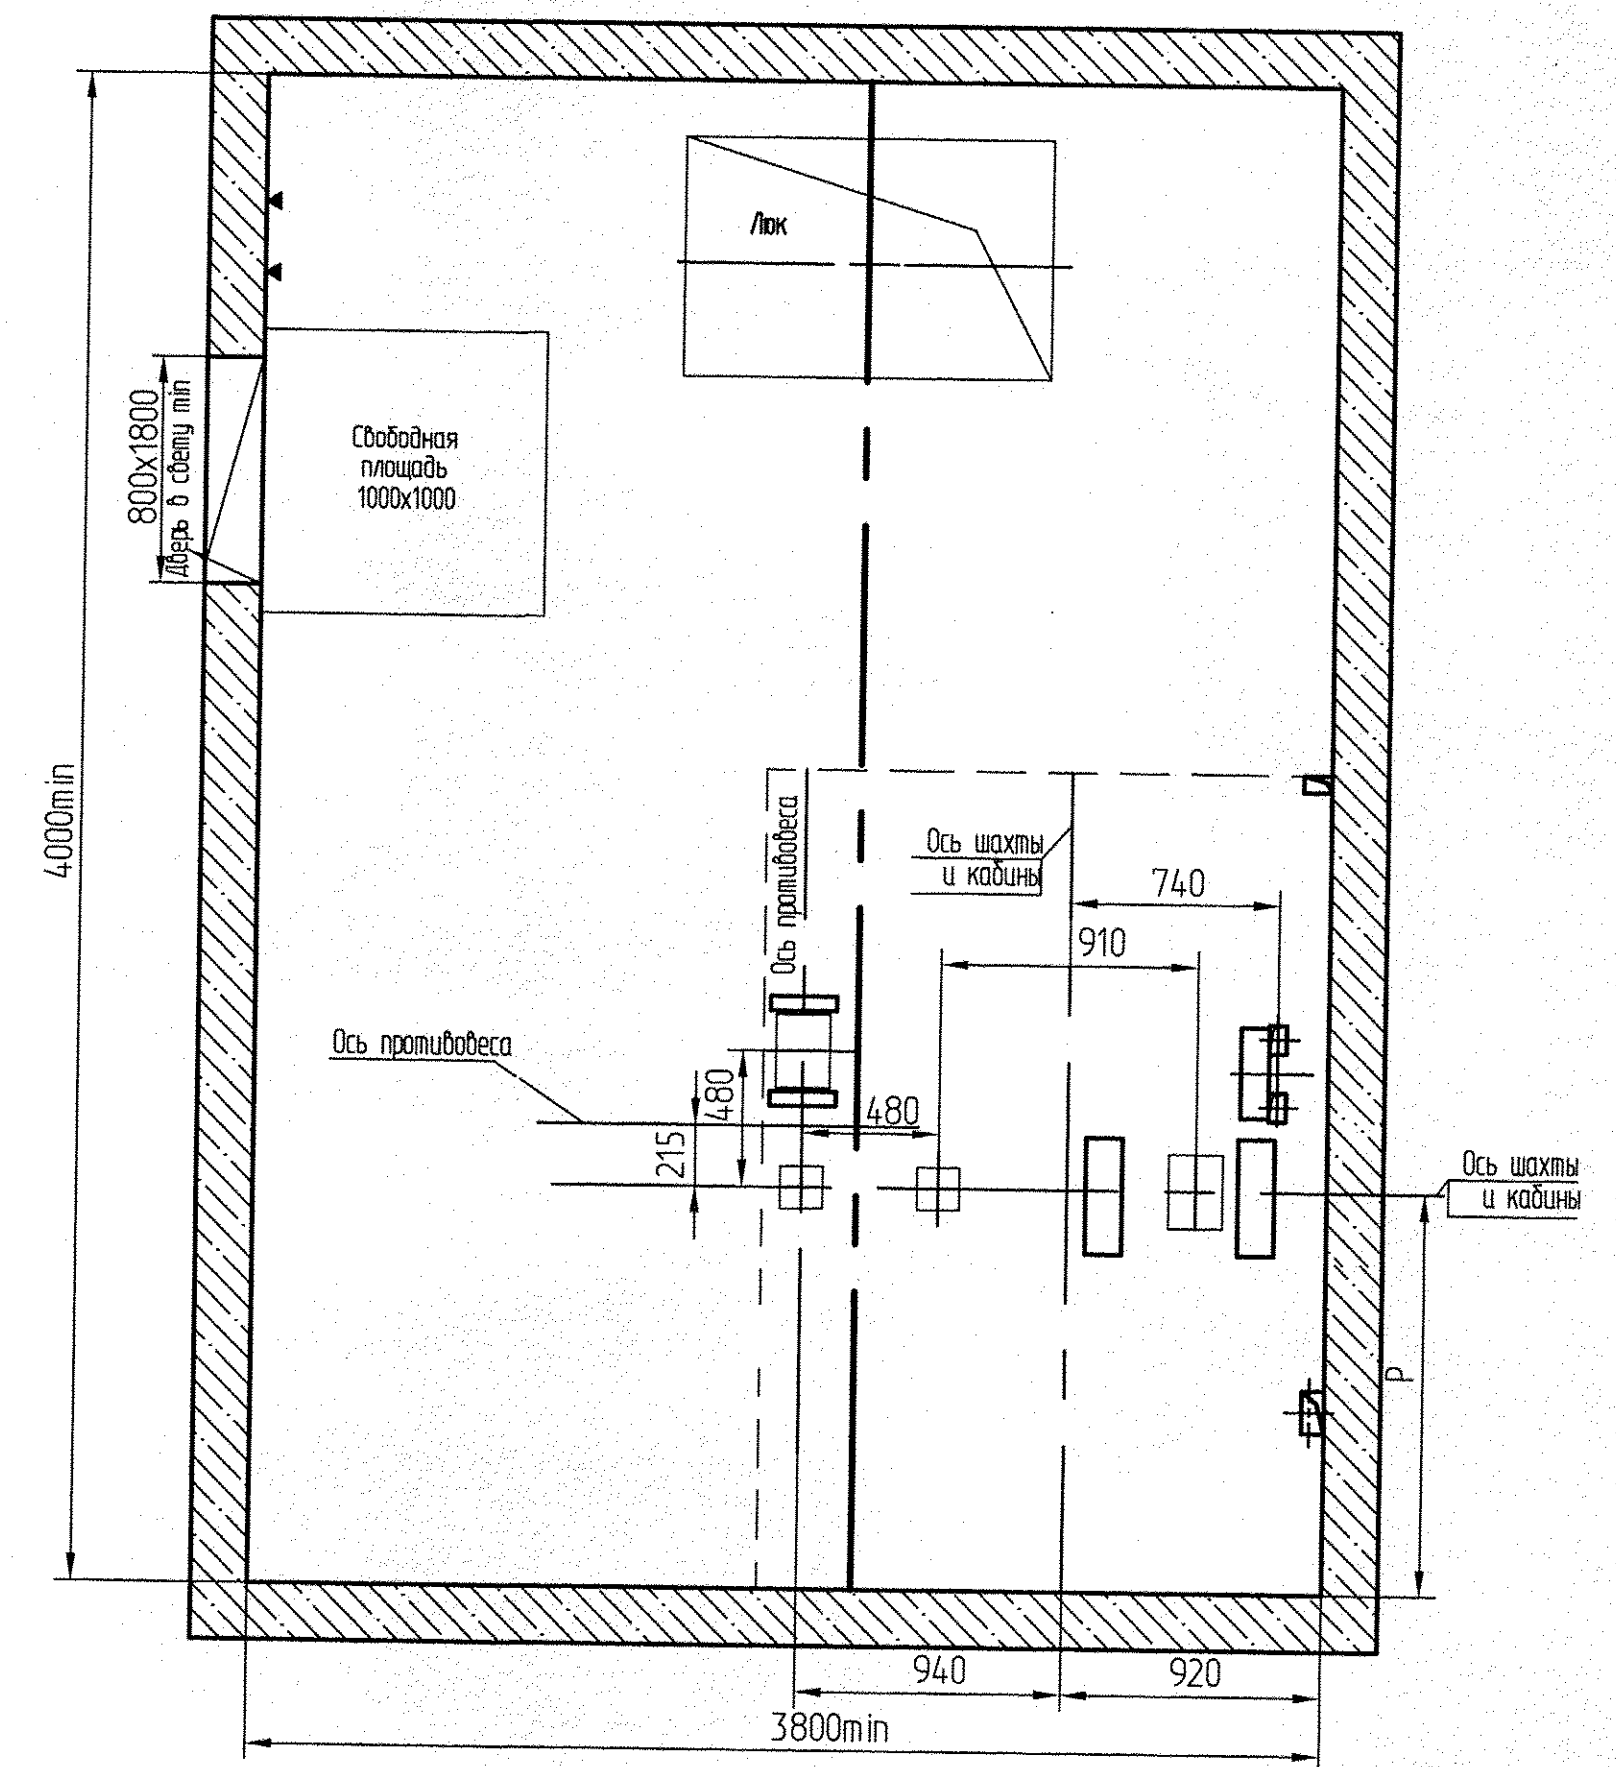 Люк
800х1800
Дверь в свету min
Свободная
площадь
1000х1000
4000min
Ось противовеса
Ось шахты
и кабины
740
910
Ось противовеса
480
480
215
Ось шахты
и кабины
Р
940
920
3800min